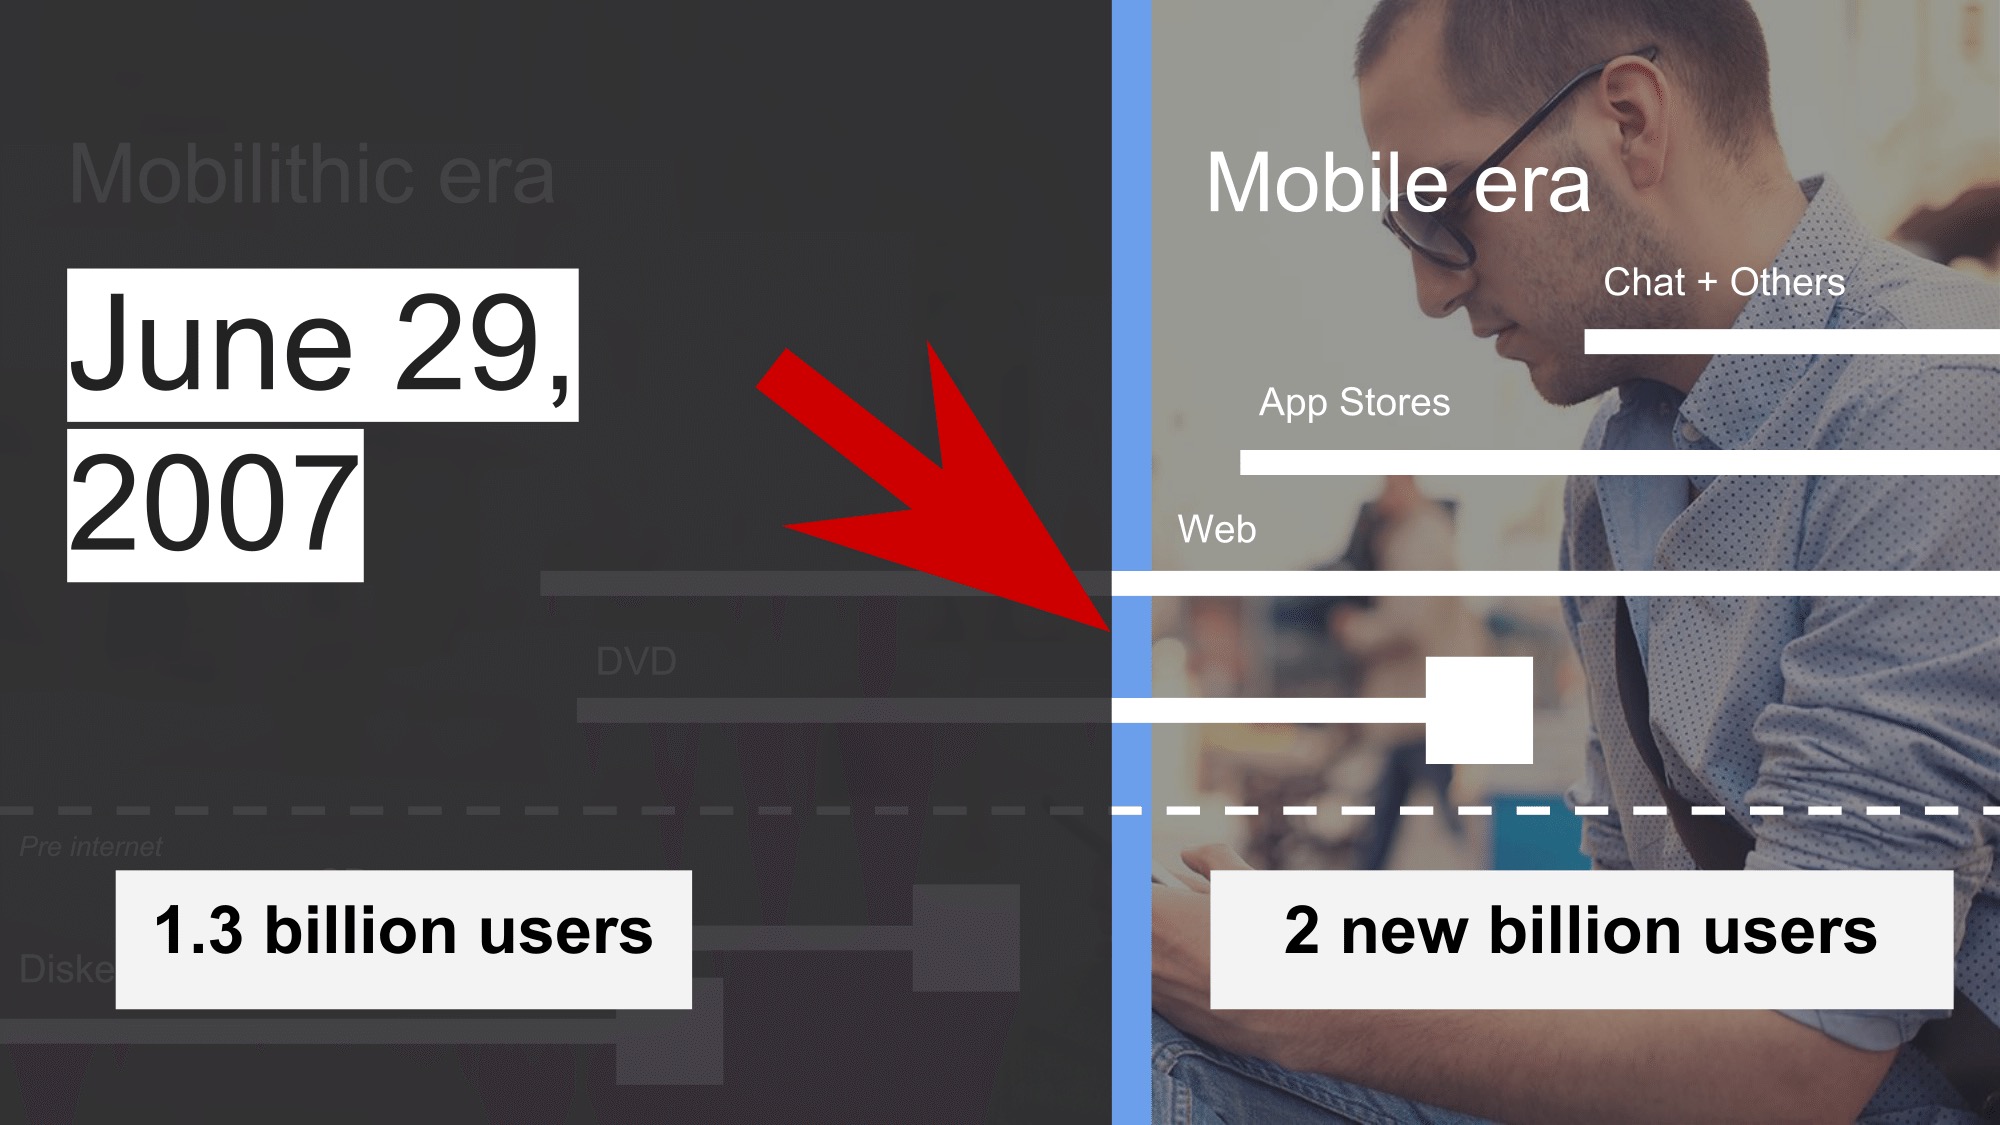 Mobilithic era
June 29,
2007
DVD
Pre internet
1.3 billion users
Mobile era
Chat + Others
App Stores
Web
2 new billion users